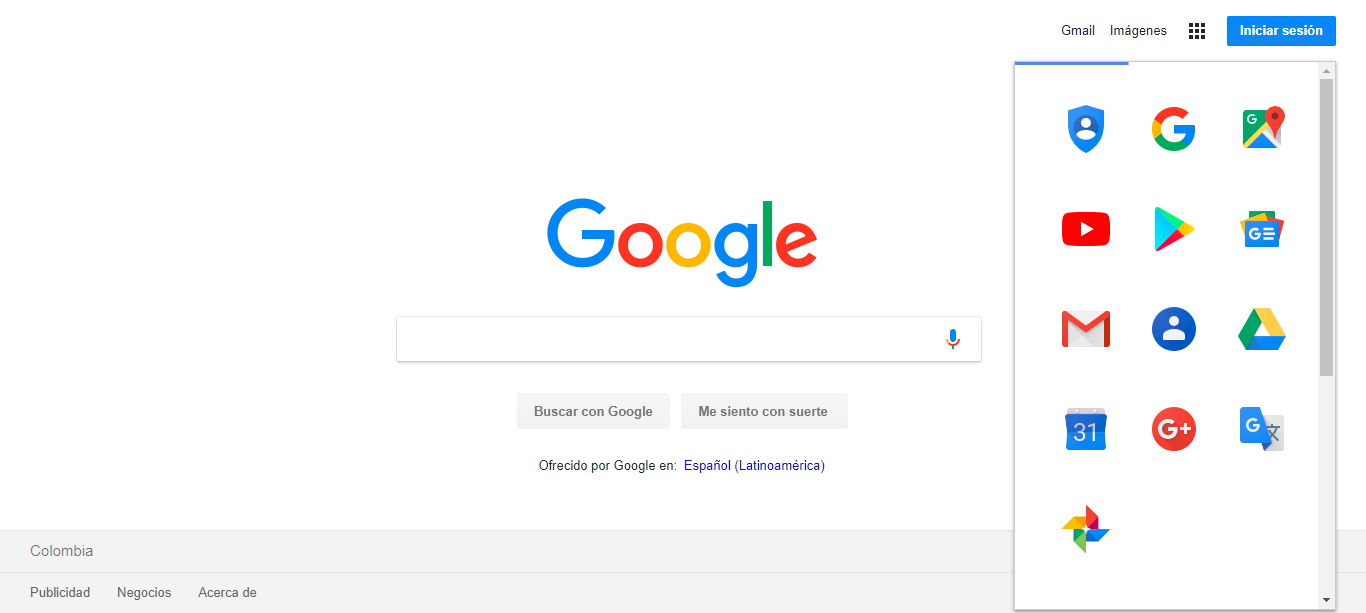 Gmail Imágenes Iniciar sesión
G
G
Google
G
31 G+ G 文
Buscar con Google Me siento con suerte
Ofrecido por Google en: Español (Latinoamérica)
Colombia
Publicidad Negocios Acerca de